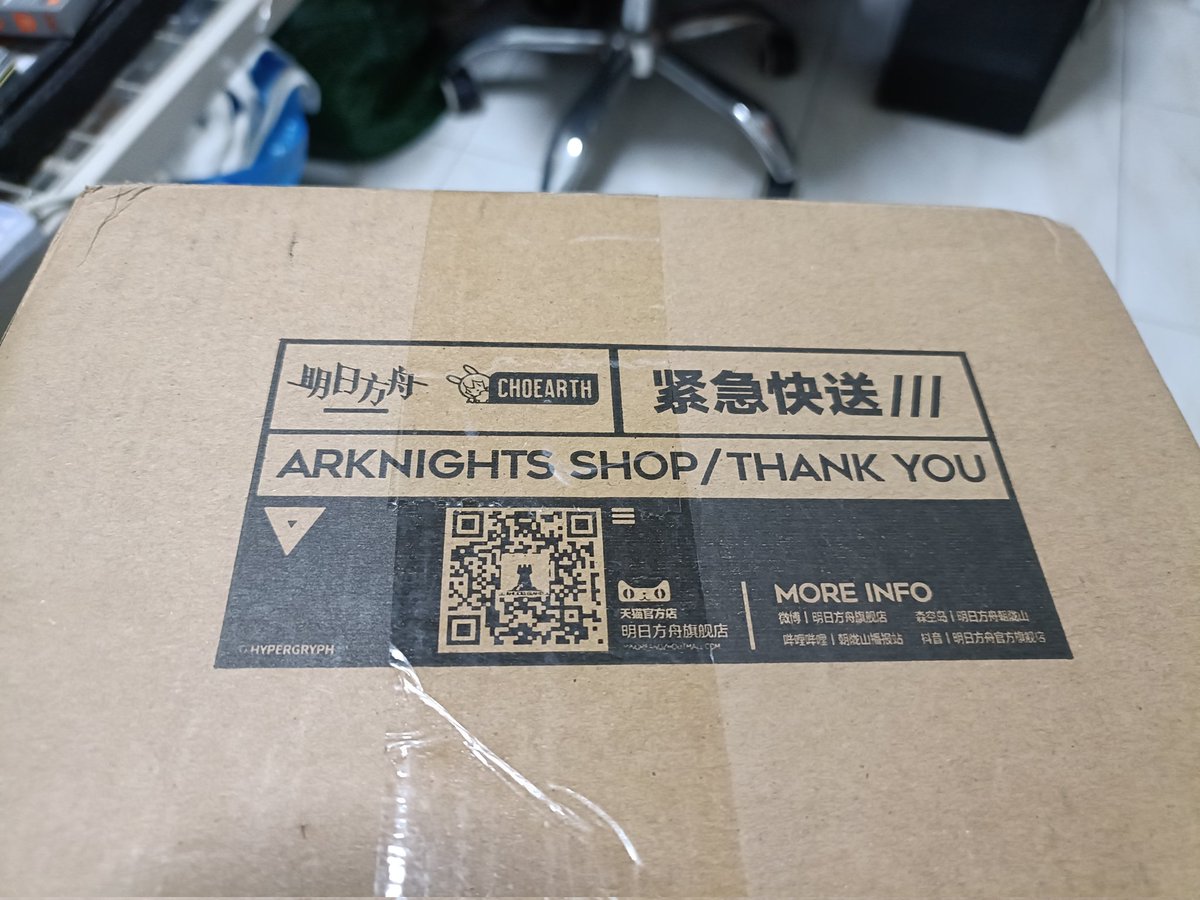 明日方舟
CHOEARTH
紧急快送///
ARKNIGHTS SHOP/THANK YOU
天猫官方店
明日方舟旗舰店
MORE INFO
微博 | 明日方舟旗舰店
森空岛 | 明日方舟朝陇山
哔哩哔哩 | 朝陇山播报站
抖音 | 明日方舟官方旗舰店
©HYPERGRYPH